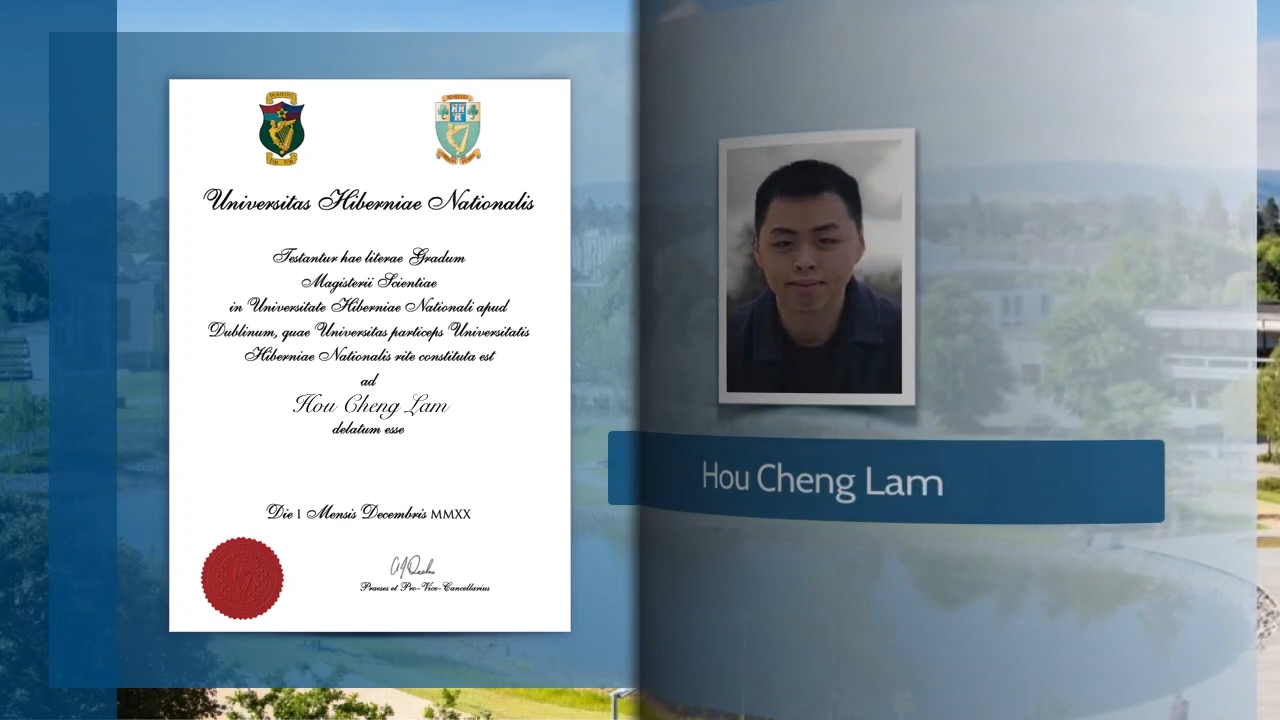 Universitas Hiberniae Nationalis
Testantur hae literae Gradum
Magisterii Scientiae
in Universitate Hiberniae Nationali apud
Dublinum, quae Universitas particeps Universitatis
Hiberniae Nationalis rite constituta est
ad
Hou Cheng Lam
delatum esse
Die 1 Mensis Decembris MMXX
Praeses et Pro-Vice-Cancellarius
Hou Cheng Lam